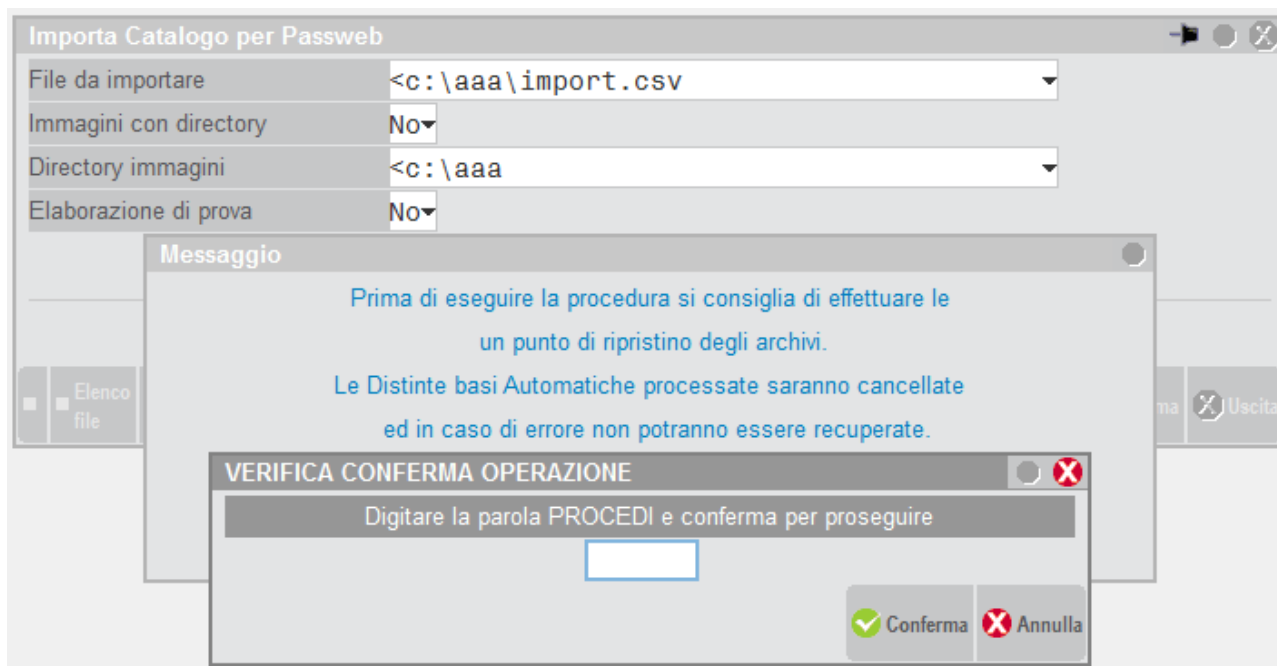 Importa Catalogo per Passweb
File da importare <c:\aaa\import.csv
Immagini con directory No
Directory immagini <c:\aaa
Elaborazione di prova No
Messaggio
Prima di eseguire la procedura si consiglia di effettuare le
un punto di ripristino degli archivi.
Le Distinte basi Automatiche processate saranno cancellate
ed in caso di errore non potranno essere recuperate.
Elenco
file
ma Uscita
VERIFICA CONFERMA OPERAZIONE
Digitare la parola PROCEDI e conferma per proseguire
Conferma Annulla